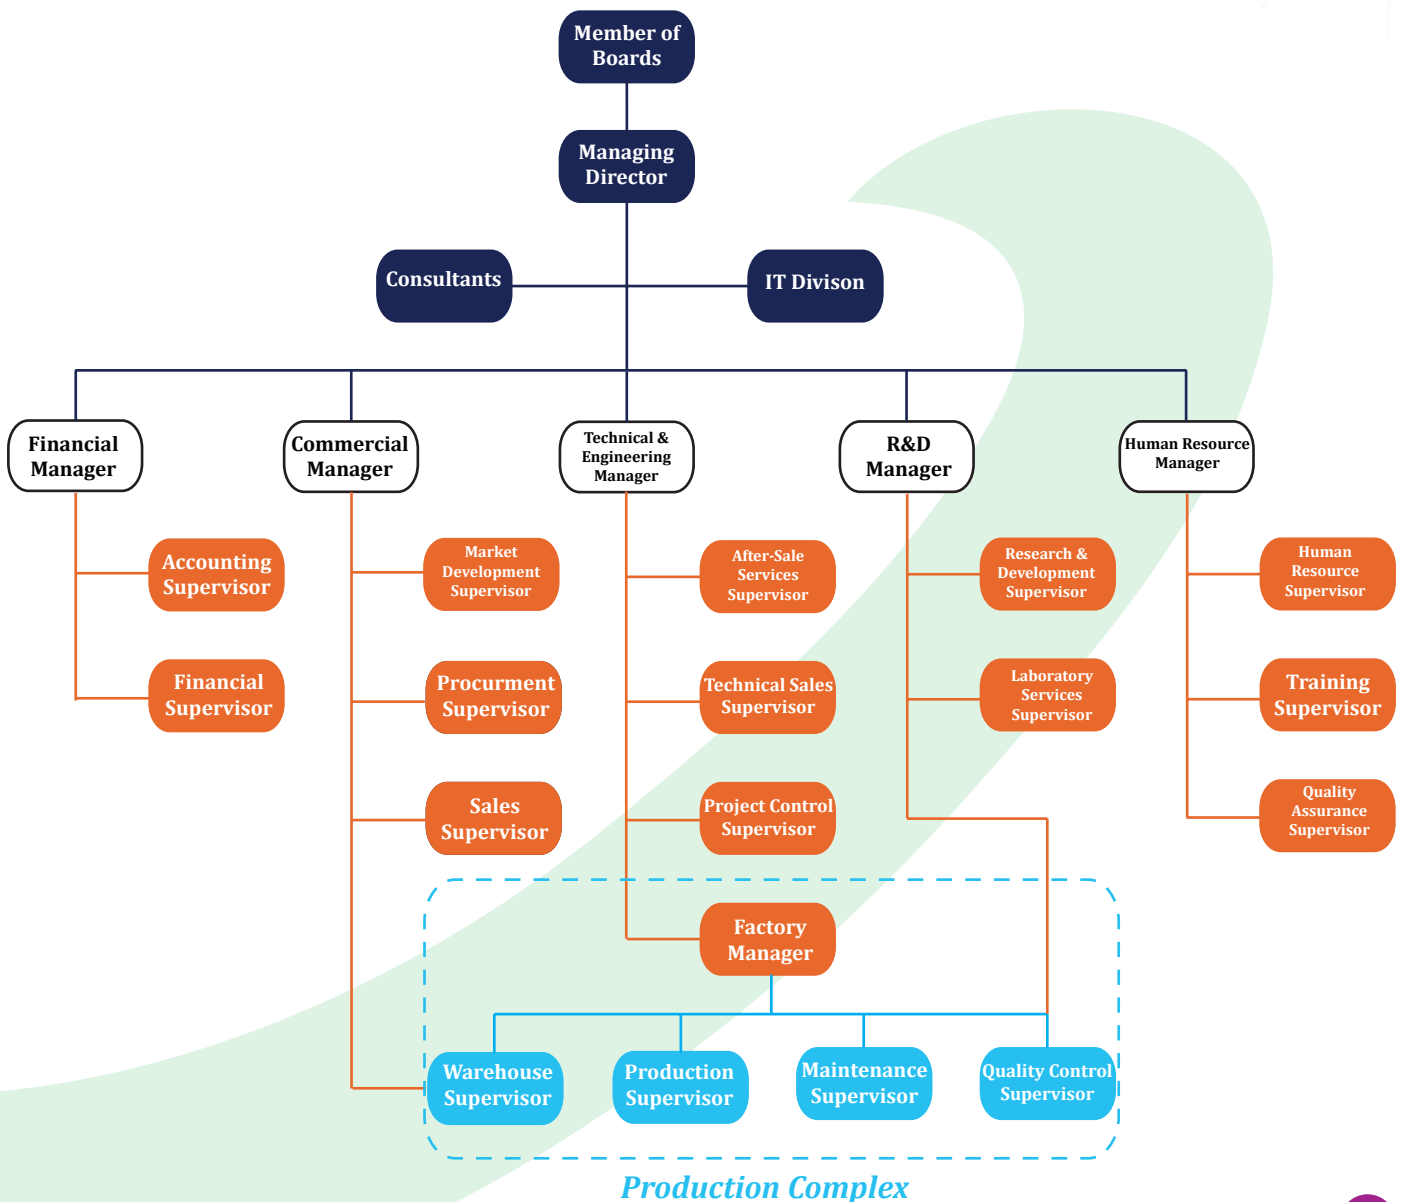 Member of
Boards
Managing
Director
Consultants
IT Divison
Financial
Manager
Commercial
Manager
Technical &
Engineering
Manager
R&D
Manager
Human Resource
Manager
Accounting
Supervisor
Market
Development
Supervisor
After-Sale
Services
Supervisor
Research &
Development
Supervisor
Human
Resource
Supervisor
Financial
Supervisor
Procurment
Supervisor
Technical Sales
Supervisor
Laboratory
Services
Supervisor
Training
Supervisor
Sales
Supervisor
Project Control
Supervisor
Quality
Assurance
Supervisor
Factory
Manager
Warehouse
Supervisor
Production
Supervisor
Maintenance
Supervisor
Quality Control
Supervisor
Production Complex